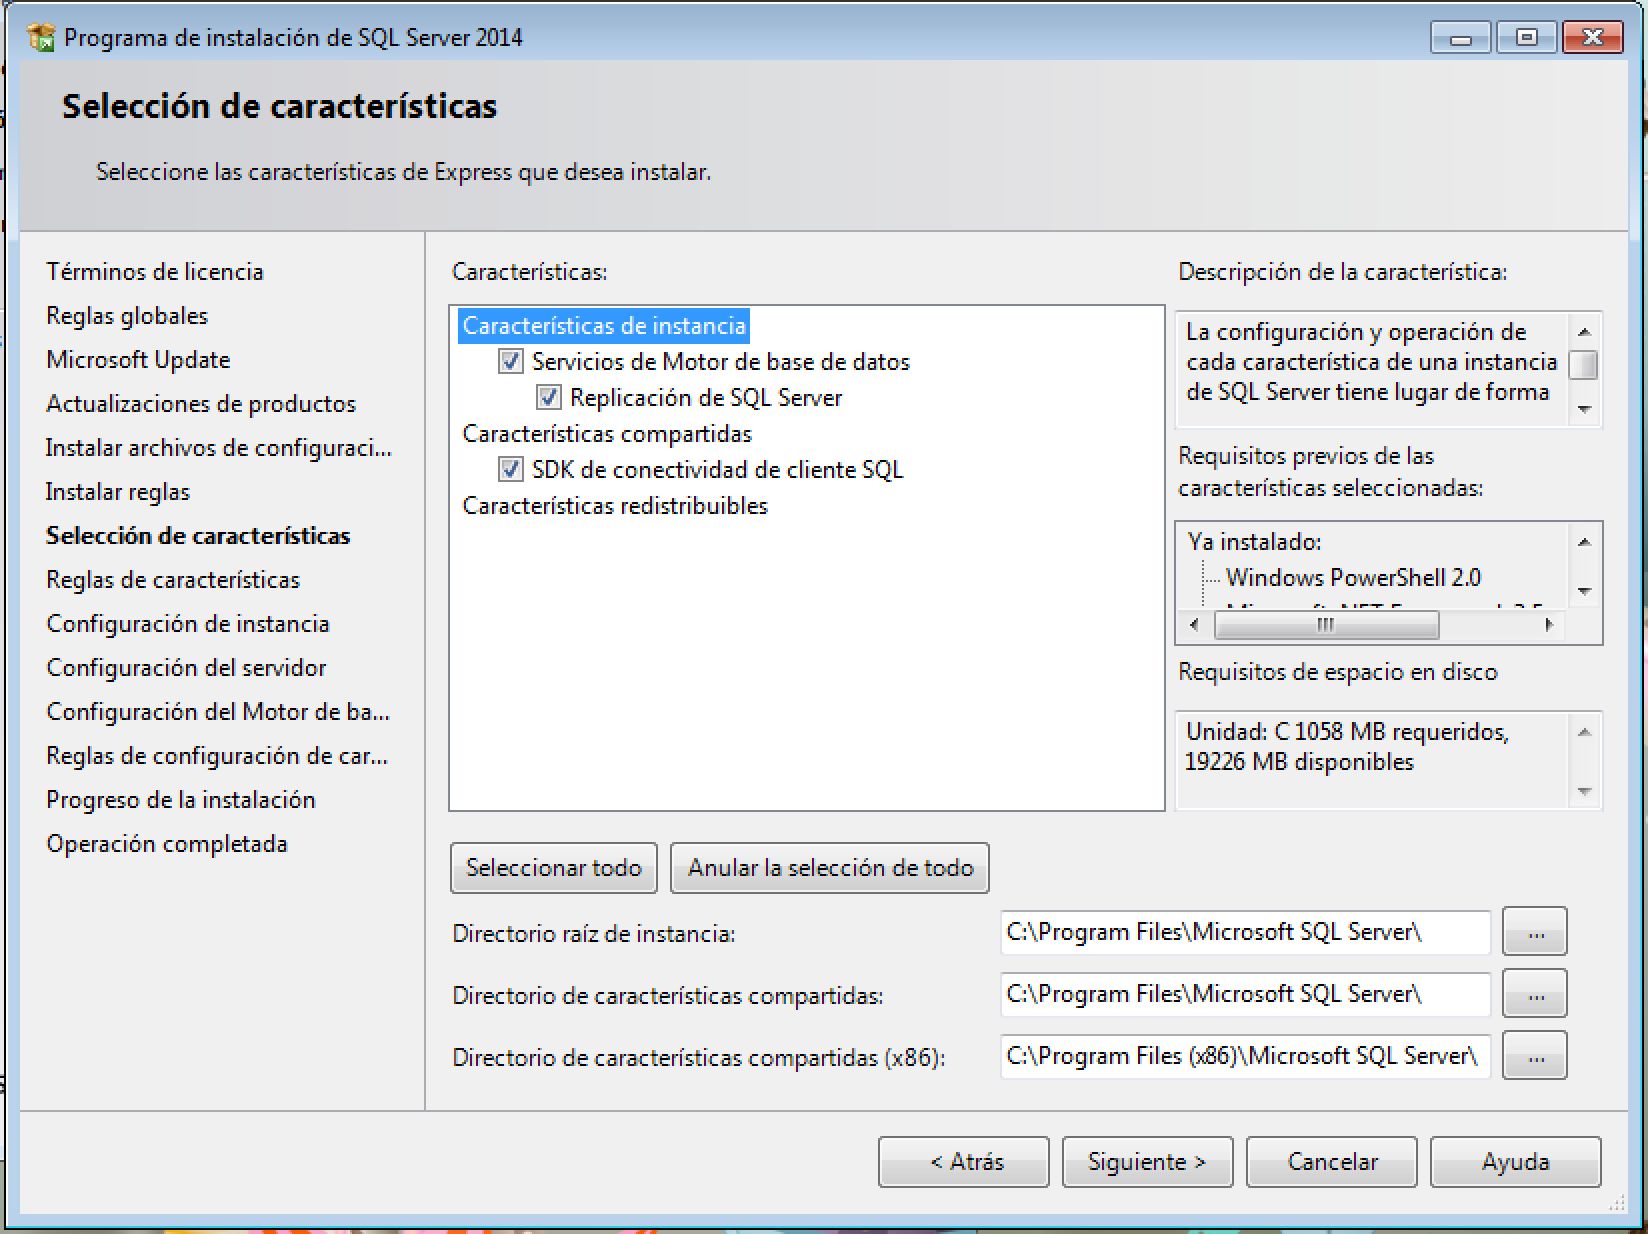 Programa de instalación de SQL Server 2014
Selección de características
Seleccione las características de Express que desea instalar.
Términos de licencia
Reglas globales
Microsoft Update
Actualizaciones de productos
Instalar archivos de configuraci...
Instalar reglas
Selección de características
Reglas de características
Configuración de instancia
Configuración del servidor
Configuración del Motor de ba...
Reglas de configuración de car...
Progreso de la instalación
Operación completada
Características:
Características de instancia
Servicios de Motor de base de datos
Replicación de SQL Server
Características compartidas
SDK de conectividad de cliente SQL
Características redistribuibles
Descripción de la característica:
La configuración y operación de
cada característica de una instancia
de SQL Server tiene lugar de forma
Requisitos previos de las
características seleccionadas:
Ya instalado:
Windows PowerShell 2.0
Requisitos de espacio en disco
Unidad: C 1058 MB requeridos,
19226 MB disponibles
Seleccionar todo
Anular la selección de todo
Directorio raíz de instancia:
C:\Program Files\Microsoft SQL Server\
...
Directorio de características compartidas:
C:\Program Files\Microsoft SQL Server\
...
Directorio de características compartidas (x86):
C:\Program Files (x86)\Microsoft SQL Server\
...
< Atrás
Siguiente >
Cancelar
Ayuda